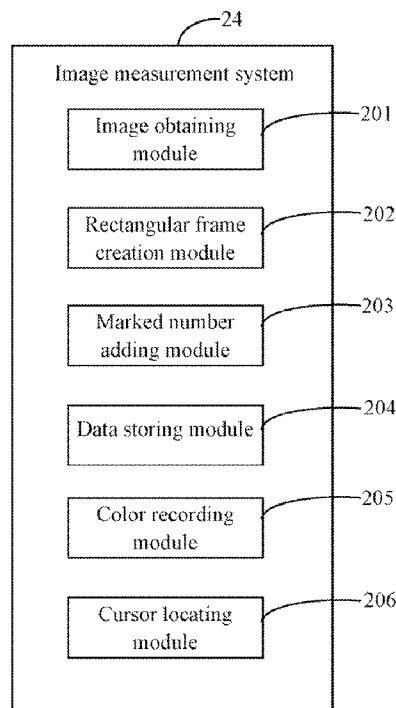 24
Image measurement system
Image obtaining
module
201
Rectangular frame
creation module
202
Marked number
adding module
203
Data storing module
204
Color recording
module
205
Cursor locating
module
206